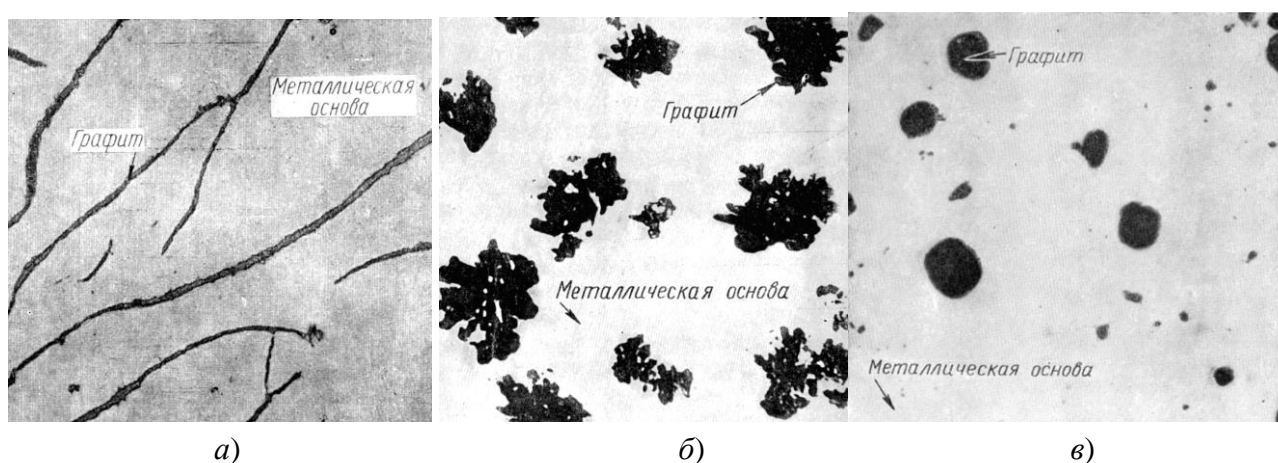 Металлическая
основа
Графит
Графит
Металлическая основа
Графит
Металлическая основа
а)
б)
в)